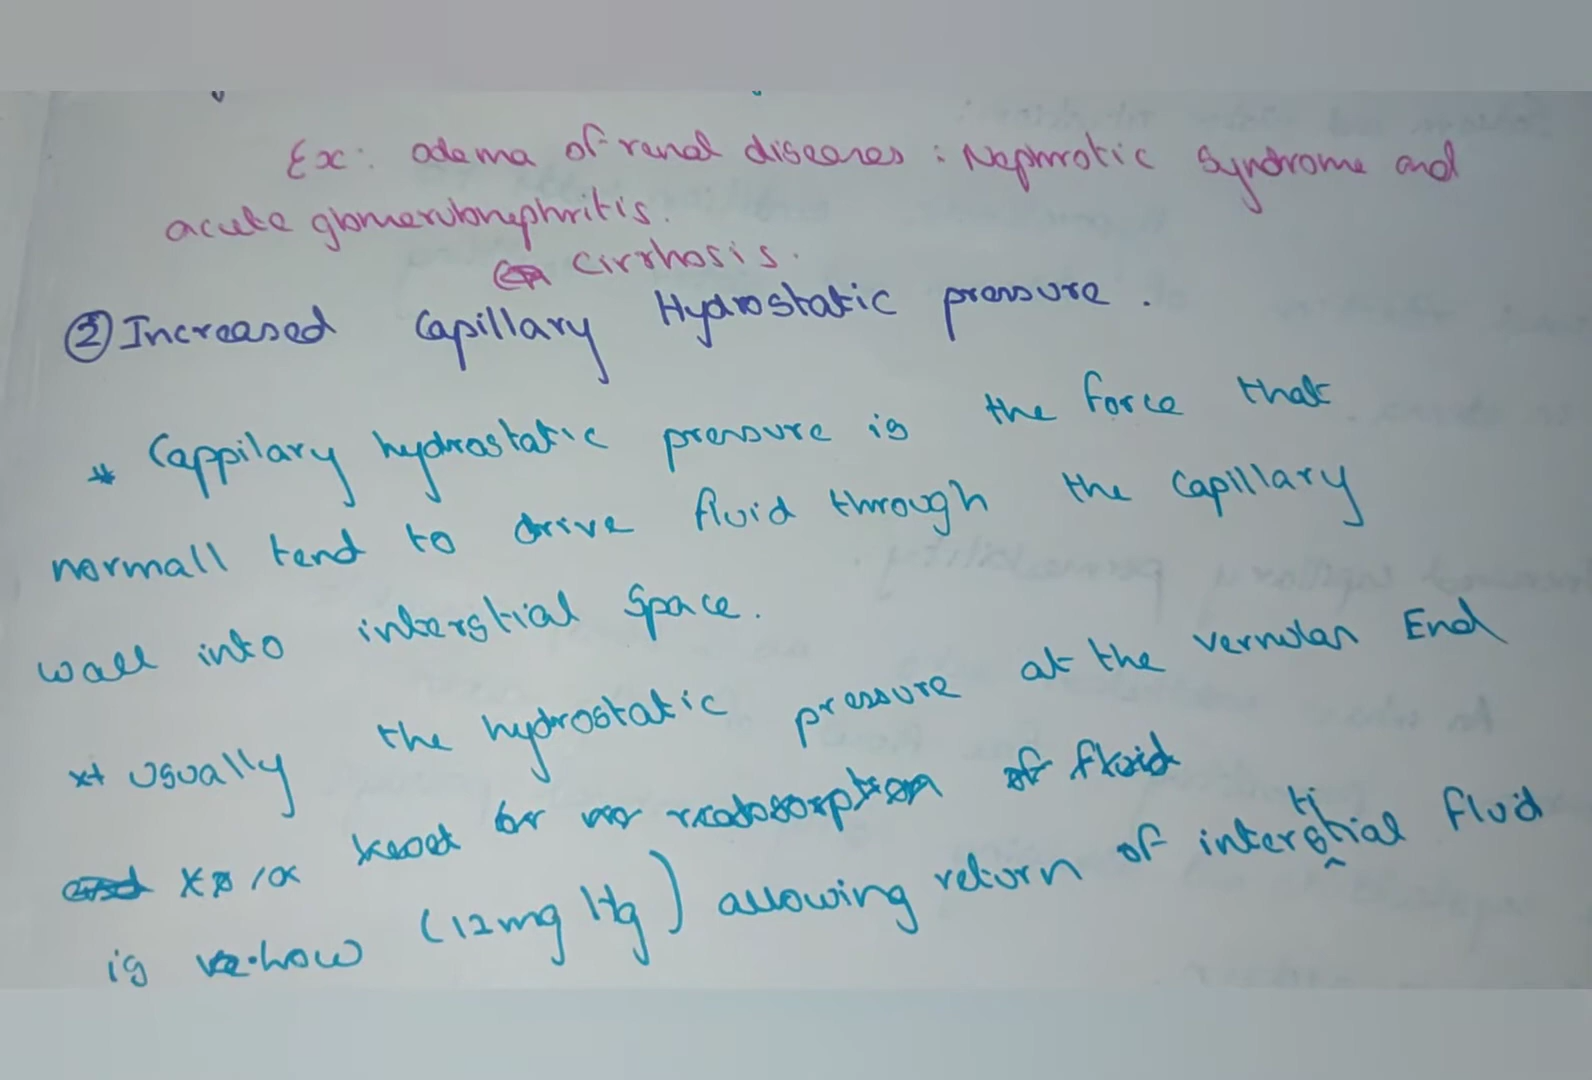 Ex: odema of renal diseases : Nephrotic Syndrome and
acute glomerulonephritis.
cirrhosis.
② Increased Capillary Hydrostatic pressure.
* Cappilary hydrostatic pressure is the force that
normall tend to drive fluid through the capillary
wall into interstial space.
** Usually the hydrostatic pressure at the vernular End
of fluid
is low (12mg Hg) allowing return of interstitial fluid